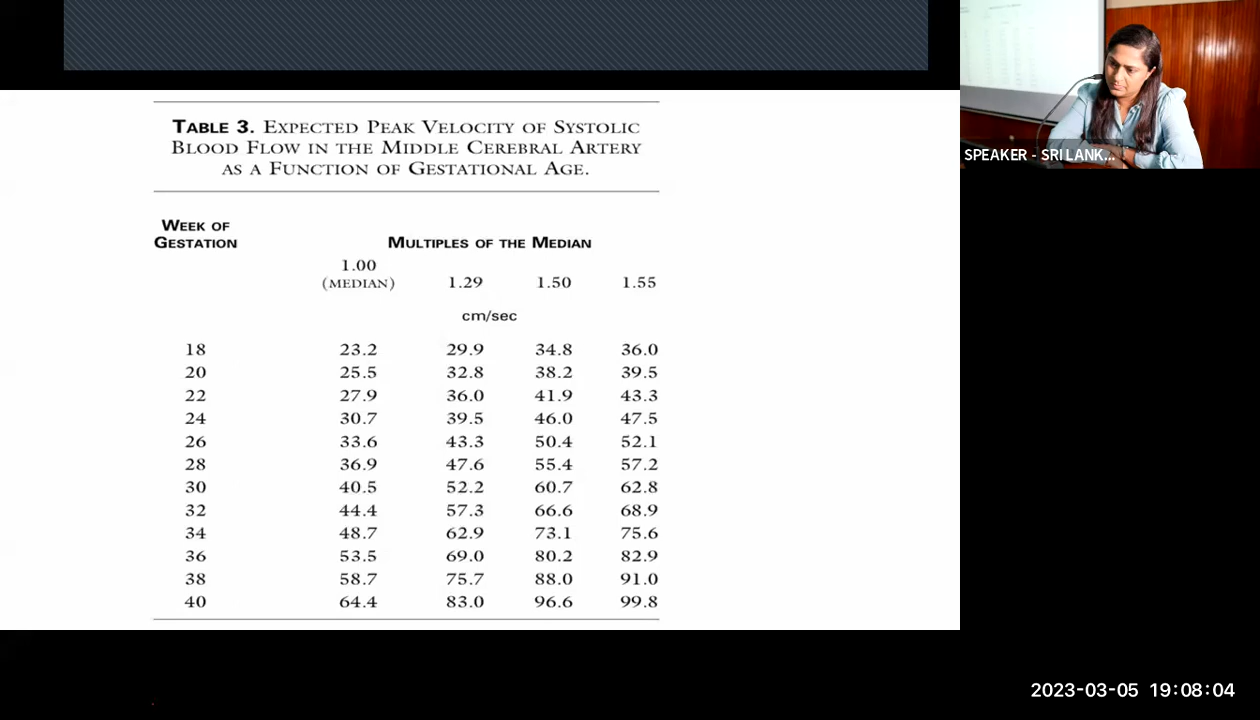 TABLE 3. EXPECTED PEAK VELOCITY OF SYSTOLIC
BLOOD FLOW IN THE MIDDLE CEREBRAL ARTERY
AS A FUNCTION OF GESTATIONAL AGE.
WEEK OF
GESTATION
MULTIPLES OF THE MEDIAN
1.00
(MEDIAN) 1.29 1.50 1.55
cm/sec
18 23.2 29.9 34.8 36.0
20 25.5 32.8 38.2 39.5
22 27.9 36.0 41.9 43.3
24 30.7 39.5 46.0 47.5
26 33.6 43.3 50.4 52.1
28 36.9 47.6 55.4 57.2
30 40.5 52.2 60.7 62.8
32 44.4 57.3 66.6 68.9
34 48.7 62.9 73.1 75.6
36 53.5 69.0 80.2 82.9
38 58.7 75.7 88.0 91.0
40 64.4 83.0 96.6 99.8
SPEAKER - SRI LANK...
2023-03-05 19:08:04